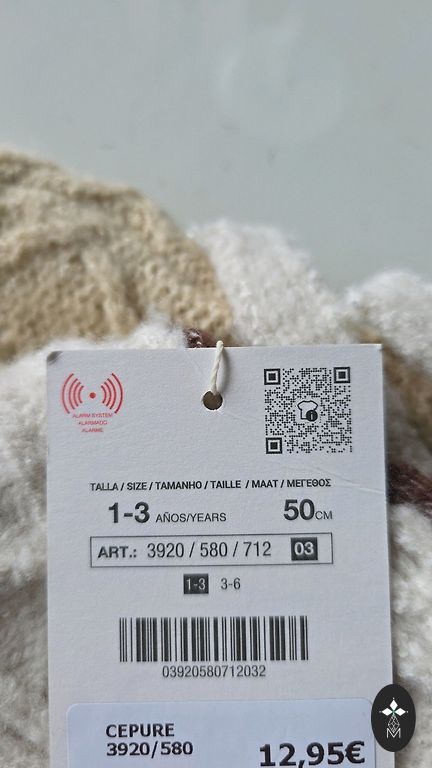 ALARM SYSTEM
ALARMADO
ALARME
TALLA / SIZE / TAMANHO / TAILLE / MAAT / ΜΕΓΕΘΟΣ
1-3 AÑOS/YEARS 50CM
ART.: 3920 / 580 / 712 03
1-3 3-6
03920580712032
CEPURE
3920/580
12,95€
M